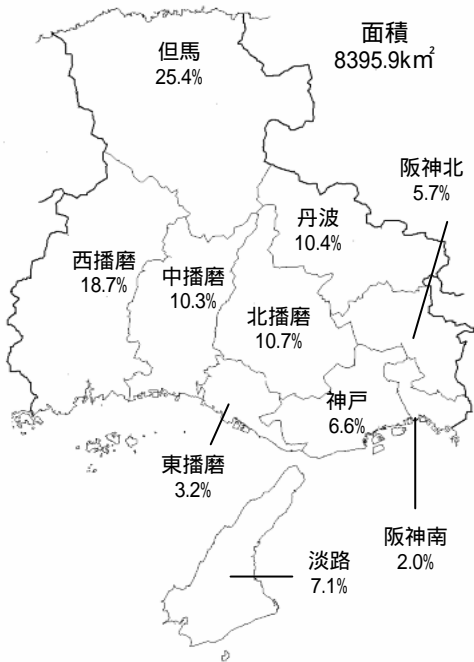 但馬
25.4%
面積
8395.9km²
阪神北
5.7%
丹波
10.4%
西播磨
18.7%
中播磨
10.3%
北播磨
10.7%
神戸
6.6%
東播磨
3.2%
阪神南
2.0%
淡路
7.1%